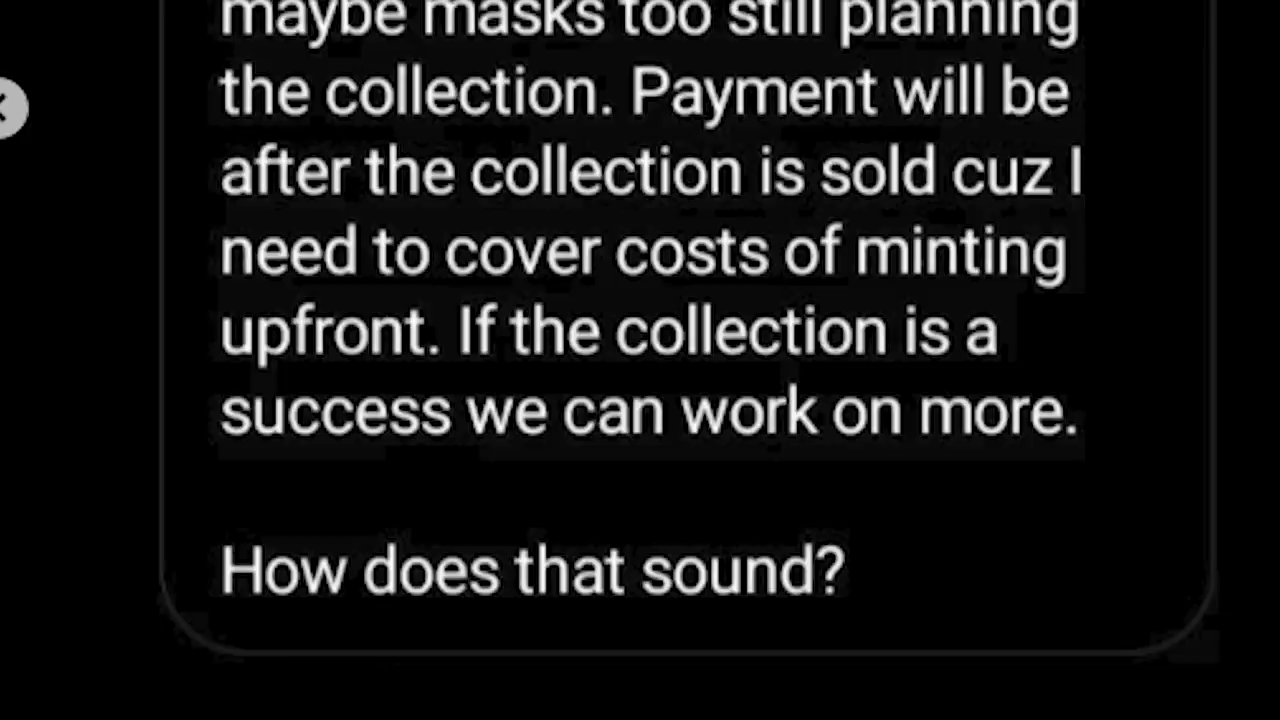 maybe masks too still planning
the collection. Payment will be
after the collection is sold cuz I
need to cover costs of minting
upfront. If the collection is a
success we can work on more.
How does that sound?